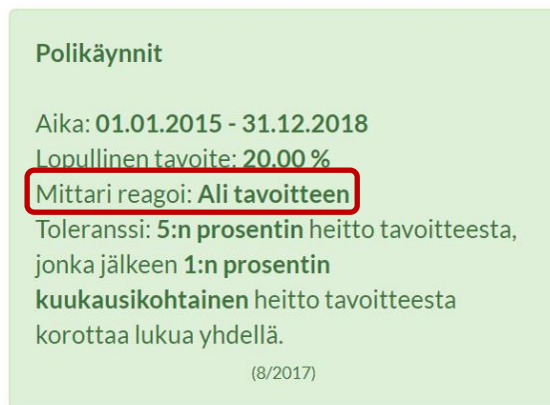 Polikäynnit
Aika: 01.01.2015 - 31.12.2018
Lopullinen tavoite: 20.00 %
Mittari reagoi: Ali tavoitteen
Toleranssi: 5:n prosentin heitto tavoitteesta,
jonka jälkeen 1:n prosentin
kuukausikohtainen heitto tavoitteesta
korottaa lukua yhdellä.
(8/2017)